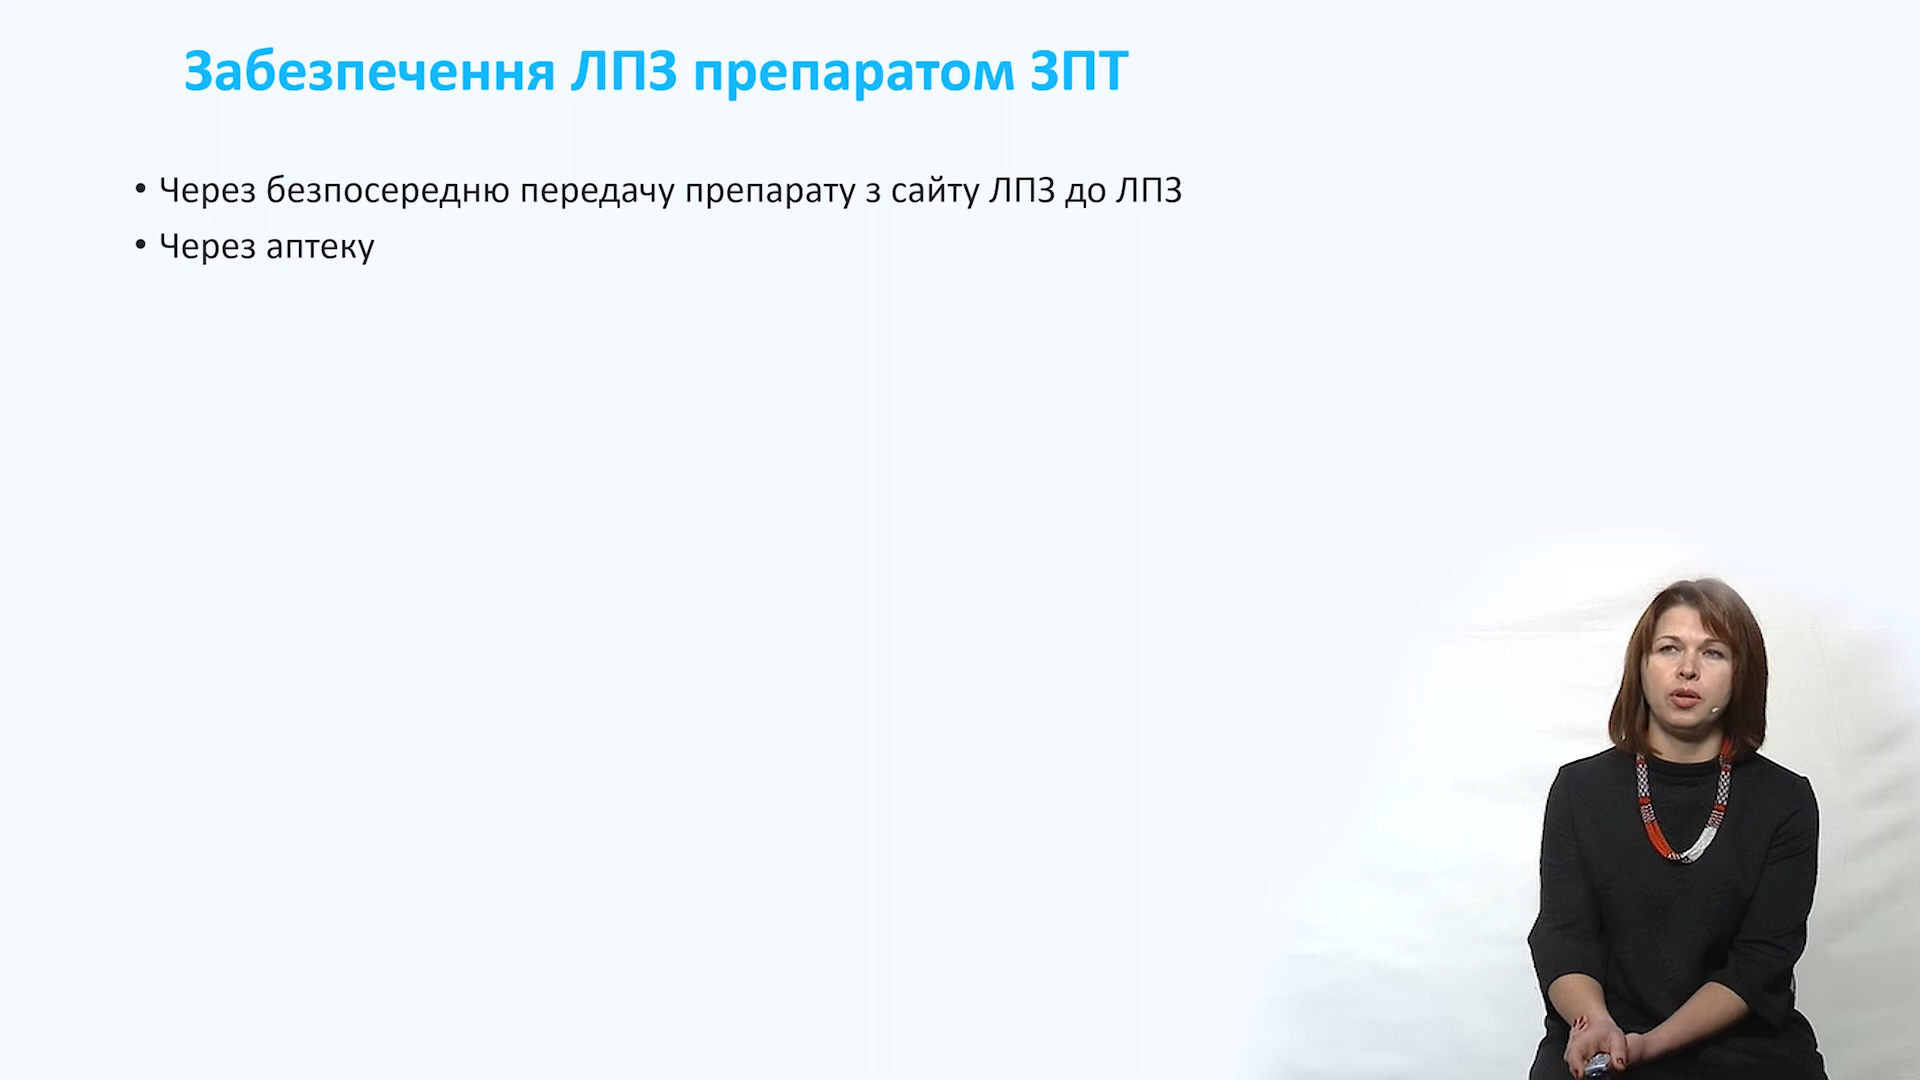 Забезпечення ЛПЗ препаратом ЗПТ
• Через безпосередню передачу препарату з сайту ЛПЗ до ЛПЗ
• Через аптеку